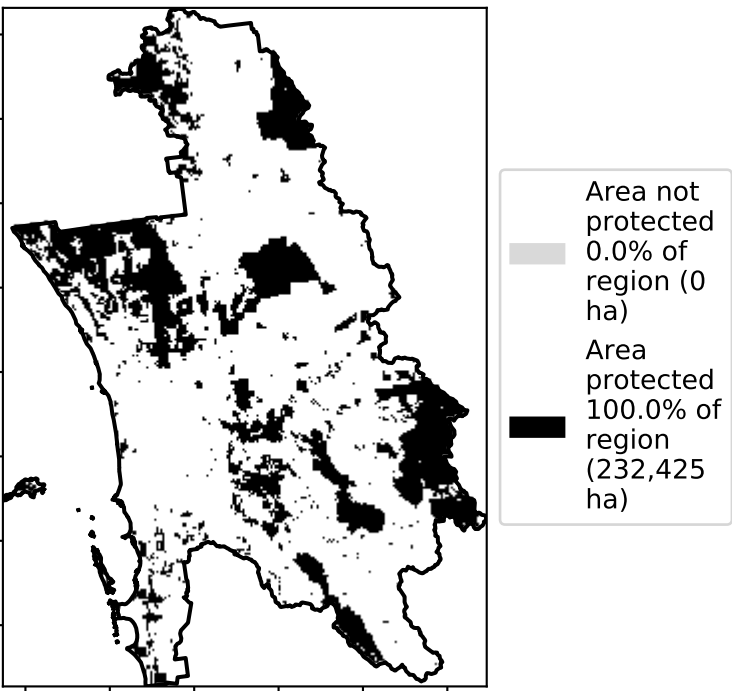 Area not
protected
0.0% of
region (0
ha)
Area
protected
100.0% of
region
(232,425
ha)